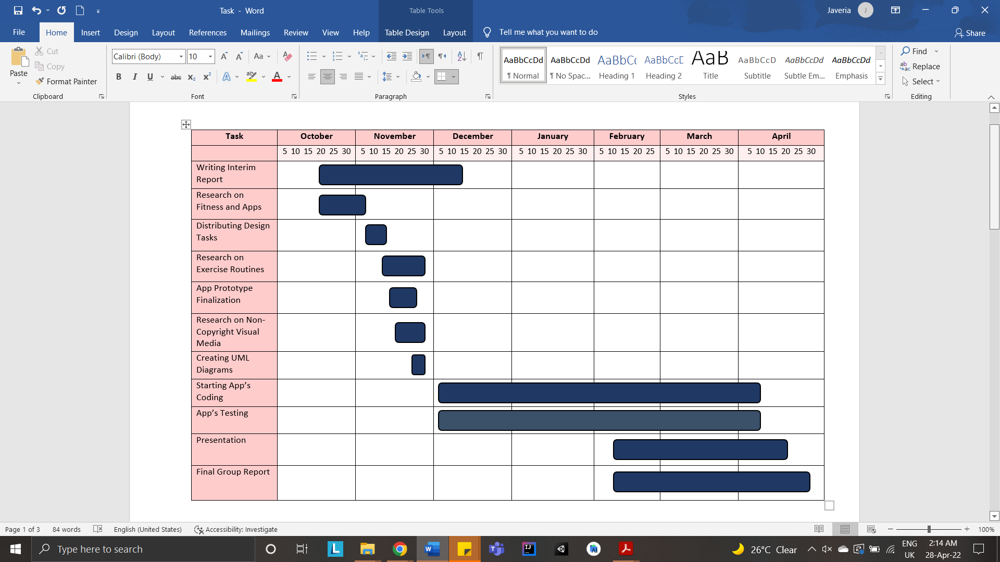 Task - Word
Table Tools
Javeria
J
File
Home
Insert
Design
Layout
References
Mailings
Review
View
Help
Table Design
Layout
Tell me what you want to do
Share
Paste
Cut
Copy
Format Painter
Clipboard
Calibri (Body)
10
Aa
B I U abc x₂ x²
Font
Paragraph
AaBbCcDd
¶ Normal
AaBbCcDd
¶ No Spac...
AaBbCc
Heading 1
AaBbCcD
Heading 2
AaB
Title
AaBbCcD
Subtitle
AaBbCcDd
Subtle Em...
AaBbCcDd
Emphasis
Styles
Find
Replace
Select
Editing
Task October November December January February March April
5 10 15 20 25 30 5 10 15 20 25 30 5 10 15 20 25 30 5 10 15 20 25 30 5 10 15 20 25 5 10 15 20 25 30 5 10 15 20 25 30
Writing Interim
Report
Research on
Fitness and Apps
Distributing Design
Tasks
Research on
Exercise Routines
App Prototype
Finalization
Research on Non-
Copyright Visual
Media
Creating UML
Diagrams
Starting App’s
Coding
App’s Testing
Presentation
Final Group Report
Page 1 of 3
84 words
English (United States)
Accessibility: Investigate
100%
Type here to search
26°C Clear
ENG
UK
2:14 AM
28-Apr-22